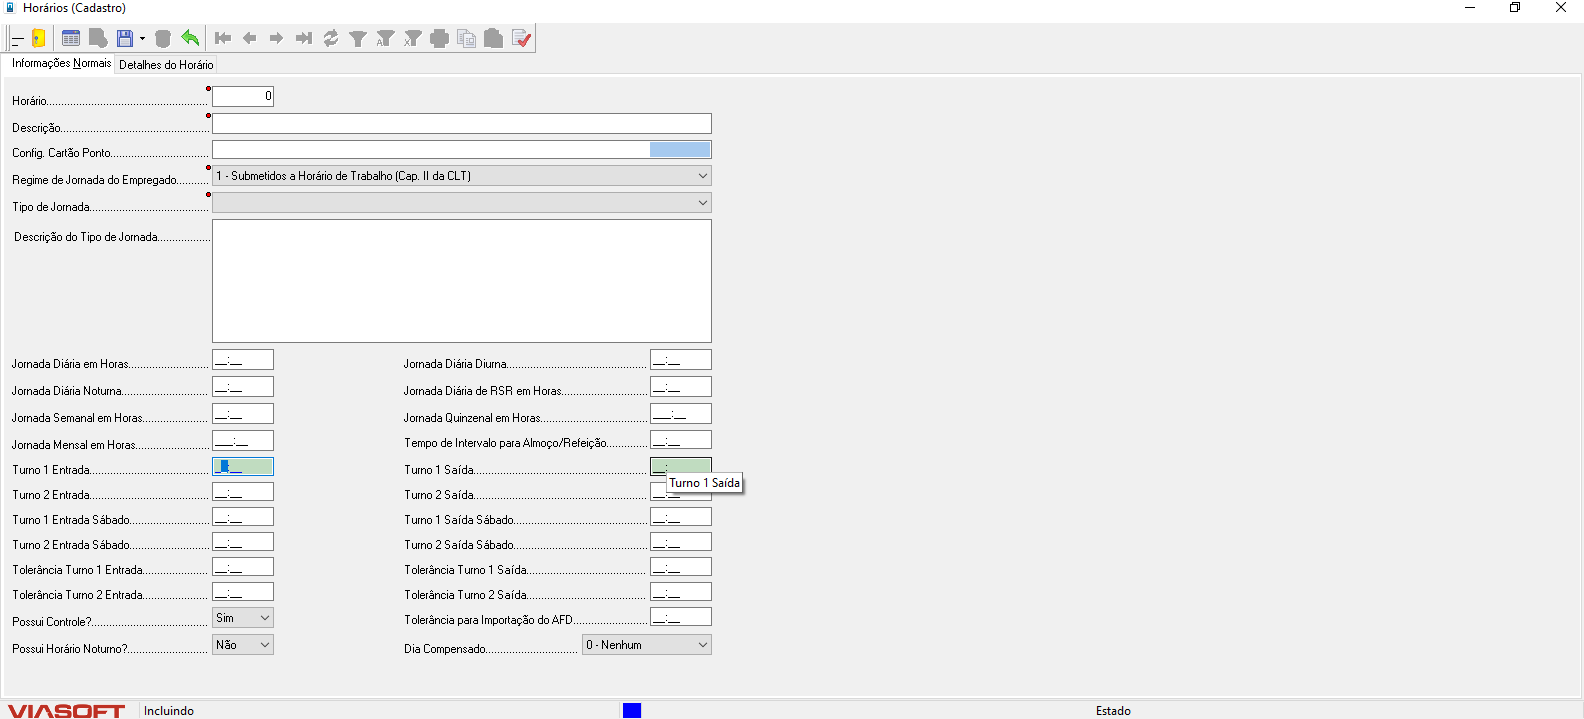 Horários (Cadastro)
Informações Normais Detalhes do Horário
Horário 0
Descrição
Config. Cartão Ponto
Regime de Jornada do Empregado 1 - Submetidos a Horário de Trabalho (Cap. II da CLT)
Tipo de Jornada
Descrição do Tipo de Jornada
Jornada Diária em Horas __:__ Jornada Diária Diurna __:__
Jornada Diária Noturna __:__ Jornada Diária de RSR em Horas __:__
Jornada Semanal em Horas __:__ Jornada Quinzenal em Horas ___:__
Jornada Mensal em Horas ___:__ Tempo de Intervalo para Almoço/Refeição __:__
Turno 1 Entrada __:__ Turno 1 Saída __:
Turno 1 Saída
Turno 2 Entrada __:__ Turno 2 Saída __:__
Turno 1 Entrada Sábado __:__ Turno 1 Saída Sábado __:__
Turno 2 Entrada Sábado __:__ Turno 2 Saída Sábado __:__
Tolerância Turno 1 Entrada __:__ Tolerância Turno 1 Saída __:__
Tolerância Turno 2 Entrada __:__ Tolerância Turno 2 Saída __:__
Possui Controle? Sim Tolerância para Importação do AFD __:__
Possui Horário Noturno? Não Dia Compensado 0 - Nenhum
VIASOFT Incluindo Estado